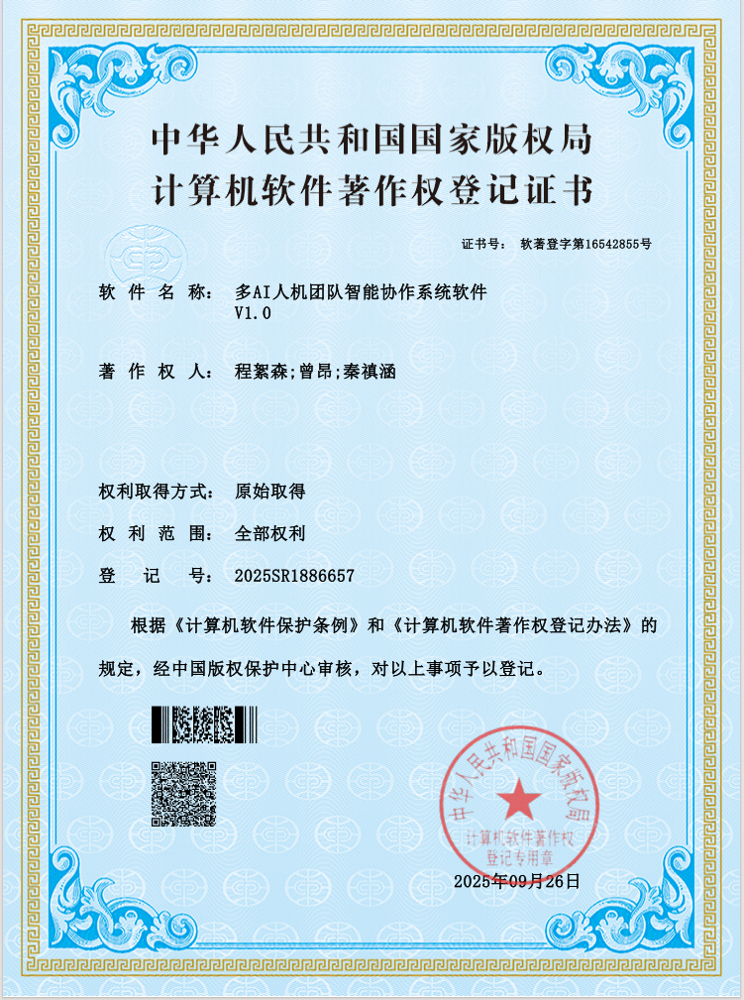 中华人民共和国国家版权局
计算机软件著作权登记证书
证书号： 软著登字第16542855号
软件名称： 多AI人机团队智能协作系统软件
V1.0
著作权人： 程絮森;曾昂;秦禛涵
权利取得方式： 原始取得
权利范围： 全部权利
登记号： 2025SR1886657
根据《计算机软件保护条例》和《计算机软件著作权登记办法》的
规定，经中国版权保护中心审核，对以上事项予以登记。
中华人民共和国国家版权局
计算机软件著作权
登记专用章
2025年09月26日